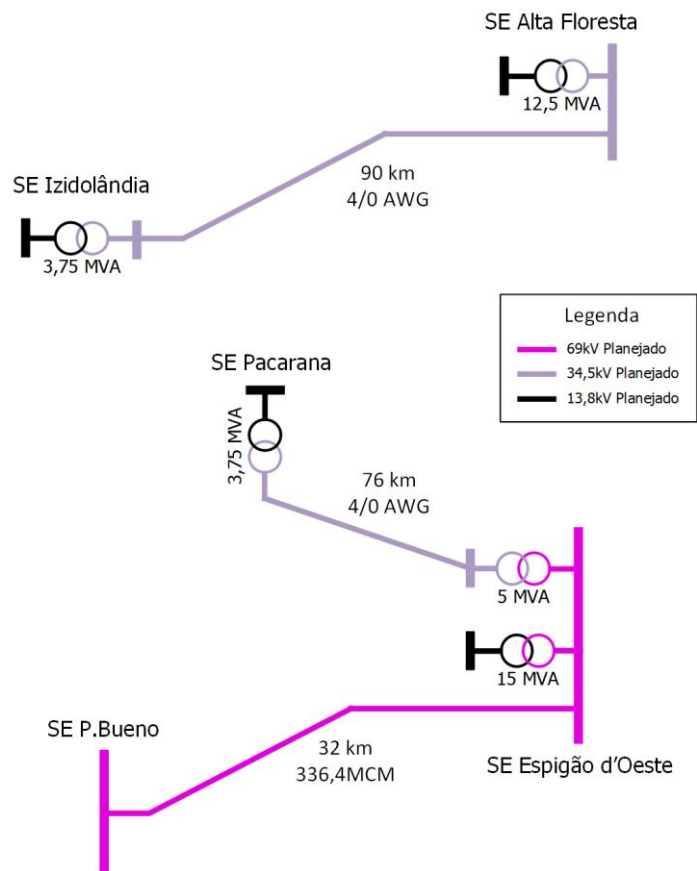 SE Alta Floresta
12,5 MVA
90 km
4/0 AWG
SE Izidolândia
3,75 MVA
Legenda
69kV Planejado
34,5kV Planejado
13,8kV Planejado
SE Pacarana
3,75 MVA
76 km
4/0 AWG
5 MVA
15 MVA
SE P.Bueno
32 km
336,4MCM
SE Espigão d’Oeste